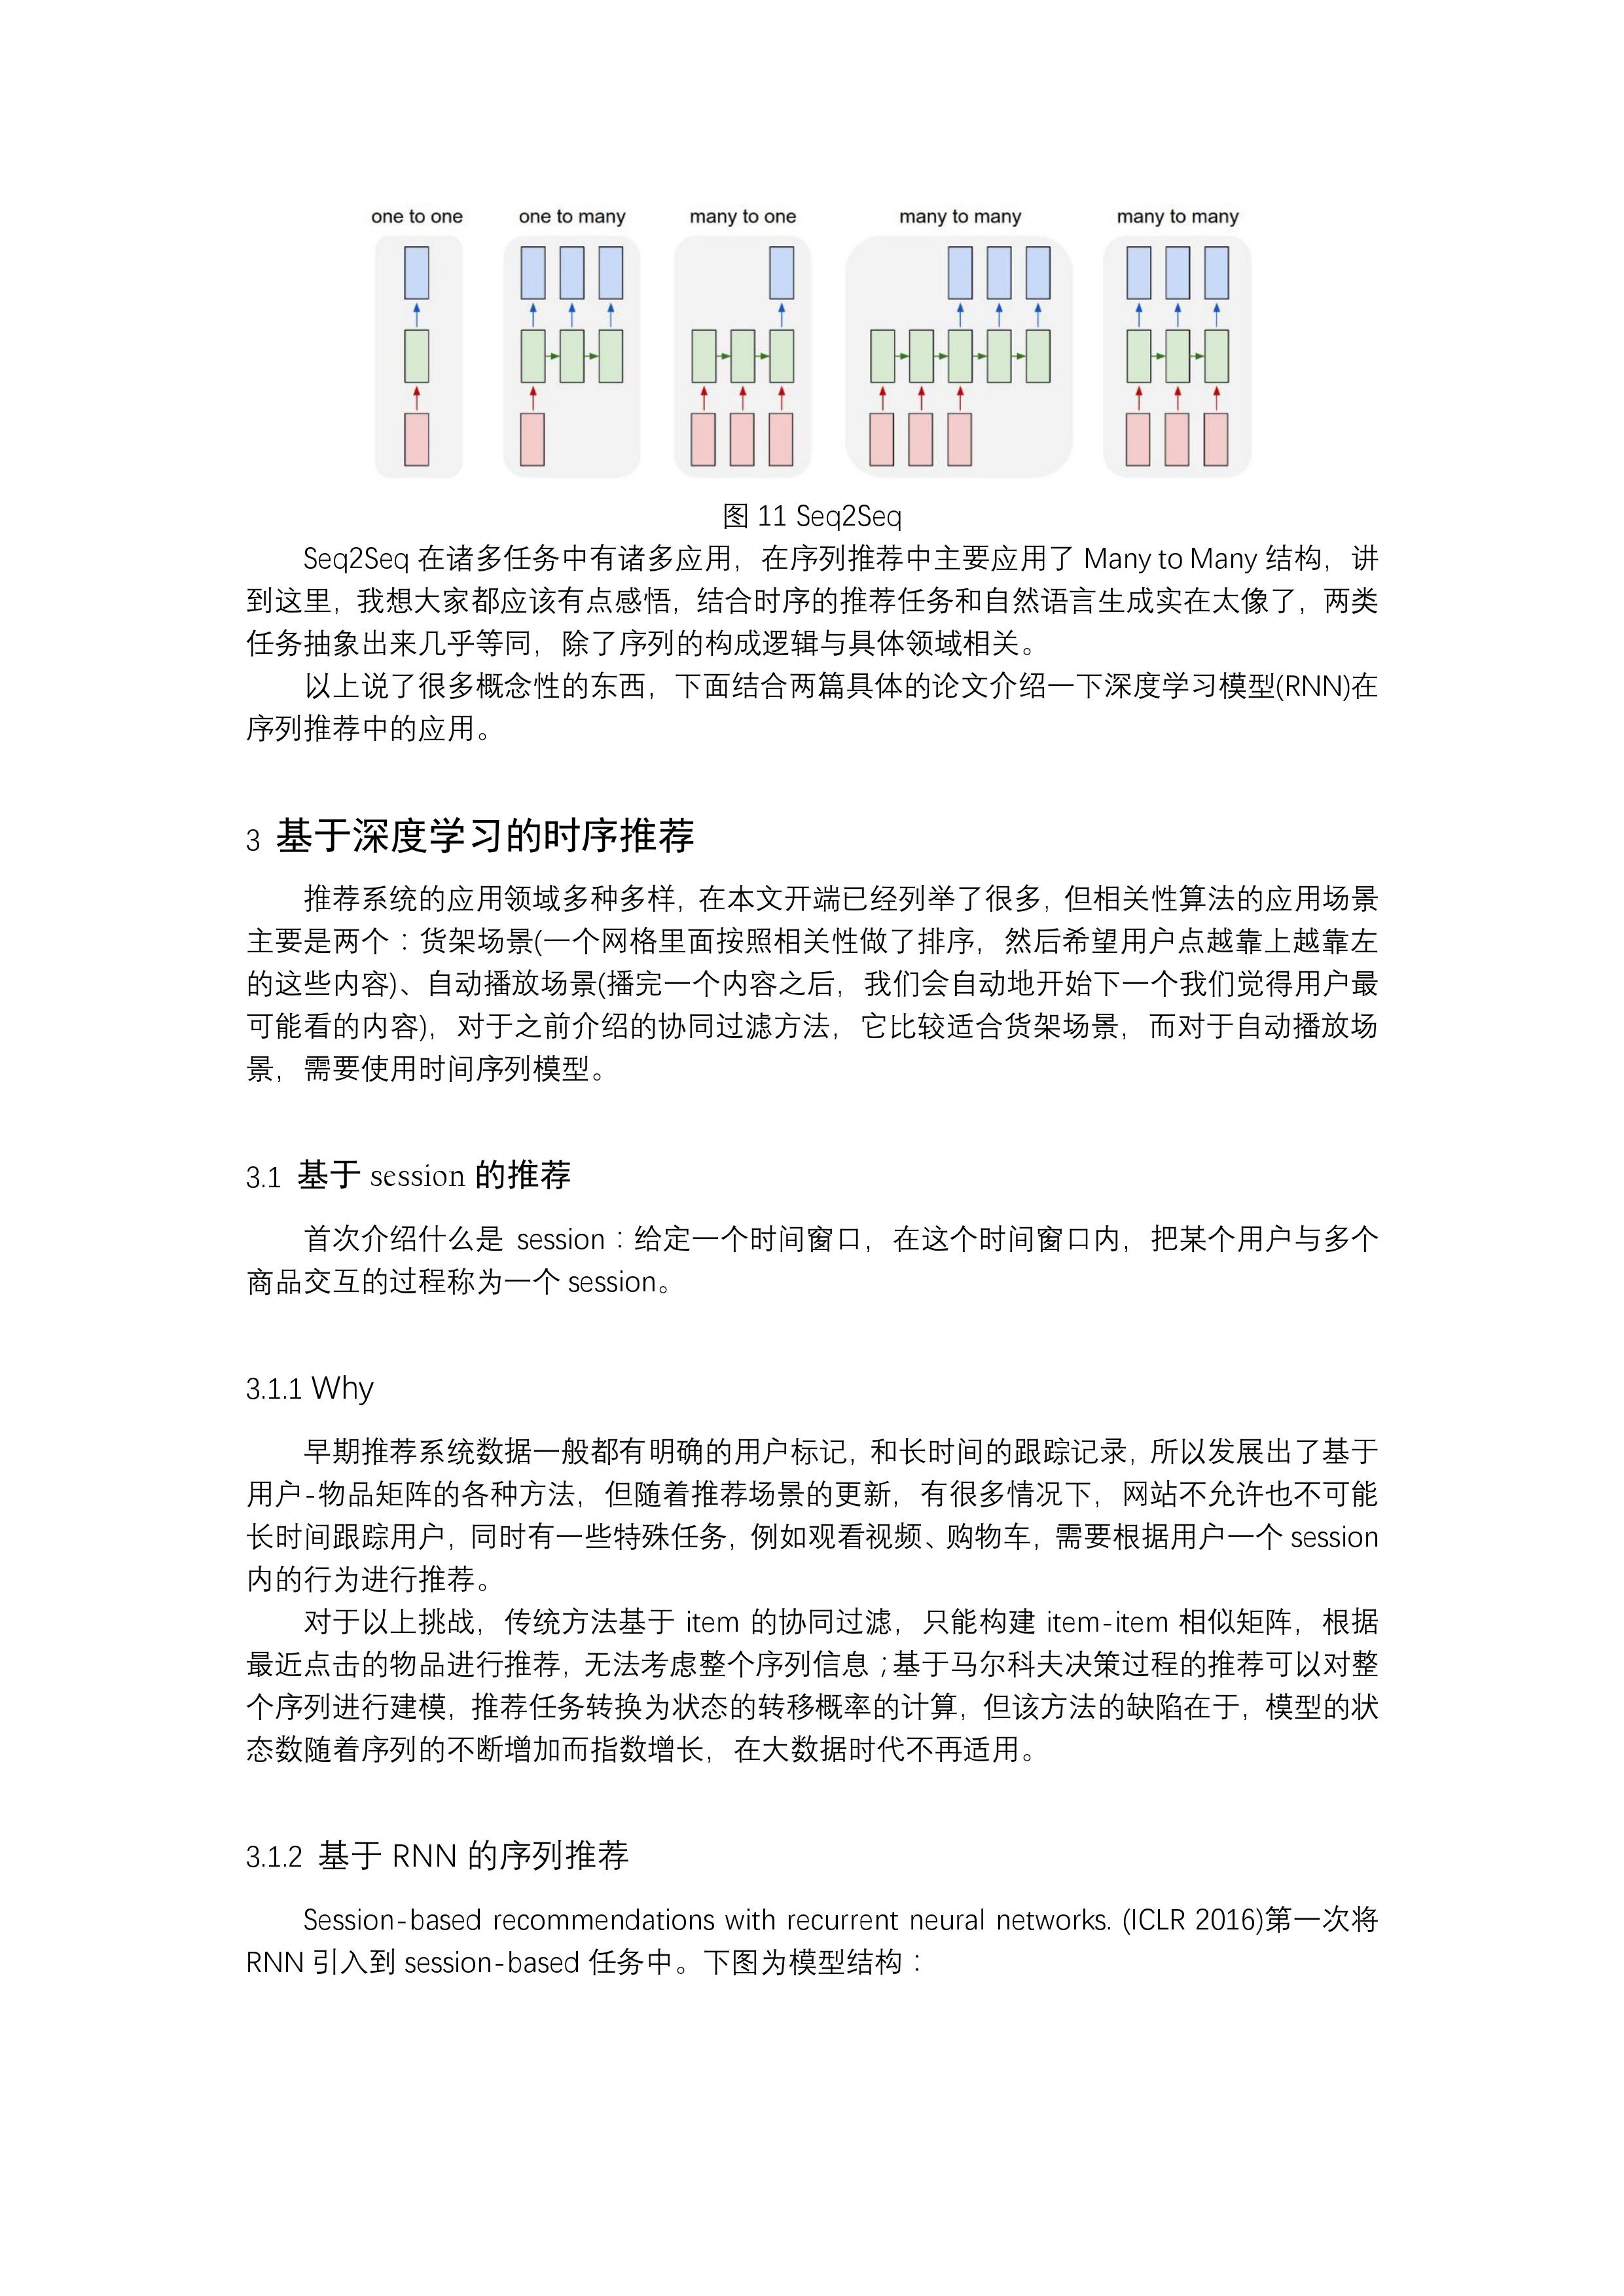 one to one one to many many to one many to many many to many
图 11 Seq2Seq
Seq2Seq 在诸多任务中有诸多应用，在序列推荐中主要应用了 Many to Many 结构，讲
到这里，我想大家都应该有点感悟，结合时序的推荐任务和自然语言生成实在太像了，两类
任务抽象出来几乎等同，除了序列的构成逻辑与具体领域相关。
以上说了很多概念性的东西，下面结合两篇具体的论文介绍一下深度学习模型(RNN)在
序列推荐中的应用。
3 基于深度学习的时序推荐
推荐系统的应用领域多种多样，在本文开端已经列举了很多，但相关性算法的应用场景
主要是两个：货架场景(一个网格里面按照相关性做了排序，然后希望用户点越靠上越靠左
的这些内容)、自动播放场景(播完一个内容之后，我们会自动地开始下一个我们觉得用户最
可能看的内容)，对于之前介绍的协同过滤方法，它比较适合货架场景，而对于自动播放场
景，需要使用时间序列模型。
3.1 基于 session 的推荐
首次介绍什么是 session：给定一个时间窗口，在这个时间窗口内，把某个用户与多个
商品交互的过程称为一个 session。
3.1.1 Why
早期推荐系统数据一般都有明确的用户标记，和长时间的跟踪记录，所以发展出了基于
用户-物品矩阵的各种方法，但随着推荐场景的更新，有很多情况下，网站不允许也不可能
长时间跟踪用户，同时有一些特殊任务，例如观看视频、购物车，需要根据用户一个 session
内的行为进行推荐。
对于以上挑战，传统方法基于 item 的协同过滤，只能构建 item-item 相似矩阵，根据
最近点击的物品进行推荐，无法考虑整个序列信息；基于马尔科夫决策过程的推荐可以对整
个序列进行建模，推荐任务转换为状态的转移概率的计算，但该方法的缺陷在于，模型的状
态数随着序列的不断增加而指数增长，在大数据时代不再适用。
3.1.2 基于 RNN 的序列推荐
Session-based recommendations with recurrent neural networks. (ICLR 2016)第一次将
RNN 引入到 session-based 任务中。下图为模型结构：